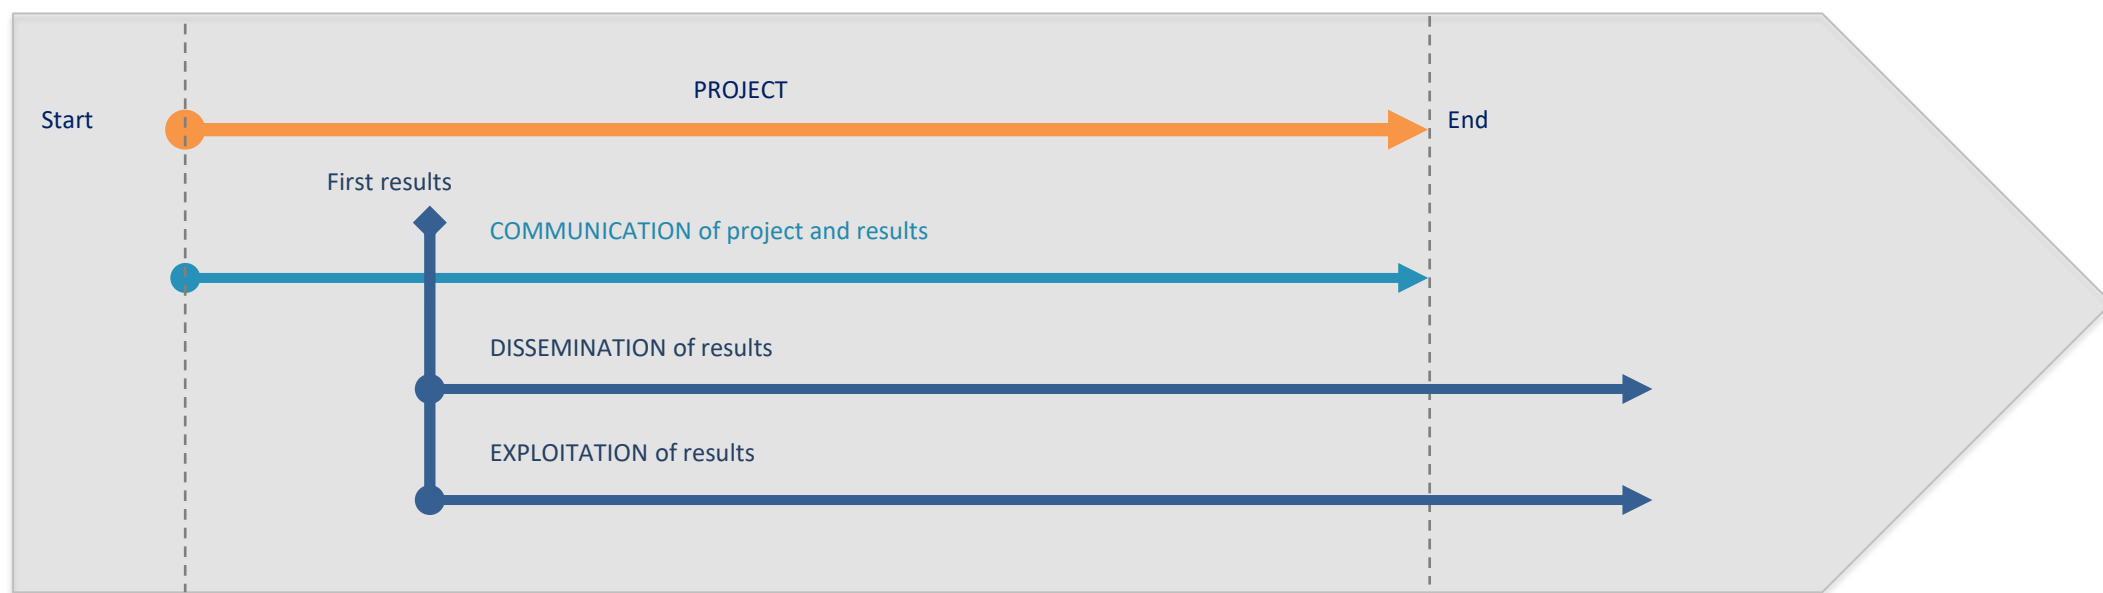 PROJECT
Start
End
First results
COMMUNICATION of project and results
DISSEMINATION of results
EXPLOITATION of results